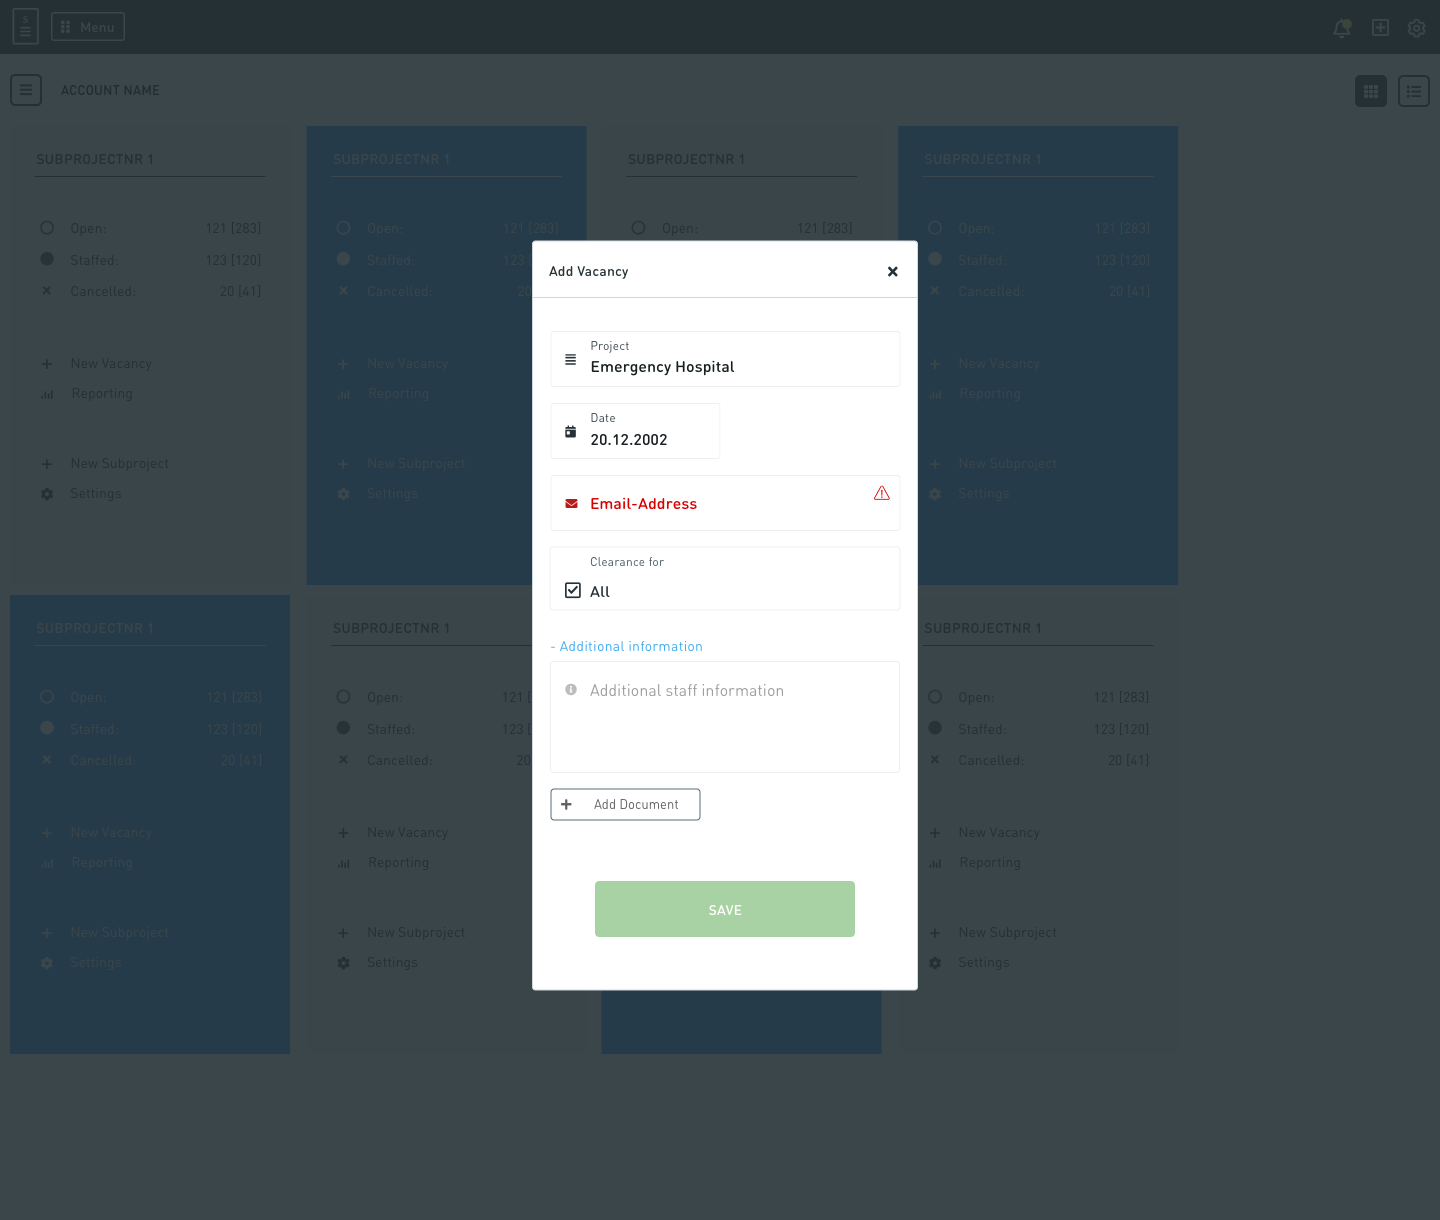 S
Menu
ACCOUNT NAME
SUBPROJECTNR 1
Open: 121 [283]
Staffed: 123 [120]
Cancelled: 20 [41]
New Vacancy
Reporting
New Subproject
Settings
SUBPROJECTNR 1
Open: 121 [283]
Staffed: 123 [
Cancelled: 20
New Vacancy
Reporting
New Subproject
Settings
SUBPROJECTNR 1
Open: 121 [283]
SUBPROJECTNR 1
Open: 121 [283]
Staffed: 123 [120]
Cancelled: 20 [41]
New Vacancy
Reporting
New Subproject
Settings
Add Vacancy
Project
Emergency Hospital
Date
20.12.2002
Email-Address
Clearance for
All
- Additional information
Additional staff information
Add Document
SAVE
SUBPROJECTNR 1
Open: 121 [283]
Staffed: 123 [120]
Cancelled: 20 [41]
New Vacancy
Reporting
New Subproject
Settings
SUBPROJECTNR 1
Open: 121 [
Staffed: 123 [
Cancelled: 20
New Vacancy
Reporting
New Subproject
Settings
SUBPROJECTNR 1
Open: 121 [283]
Staffed: 123 [120]
Cancelled: 20 [41]
New Vacancy
Reporting
New Subproject
Settings